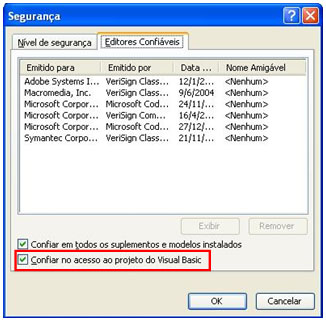 Segurança
Nível de segurança Editores Confiáveis
Emitido para Emitido por Data ... Nome Amigável
Adobe Systems I... VeriSign Class... 12/1/2... <Nenhum>
Macromedia, Inc. VeriSign Class... 9/6/2004 <Nenhum>
Microsoft Corpor... Microsoft Cod... 24/11/... <Nenhum>
Microsoft Corpor... VeriSign Com... 16/4/2... <Nenhum>
Microsoft Corpor... Microsoft Cod... 27/12/... <Nenhum>
Symantec Corpor... VeriSign Class... 21/11/... <Nenhum>
Exibir Remover
Confiar em todos os suplementos e modelos instalados
Confiar no acesso ao projeto do Visual Basic
OK Cancelar